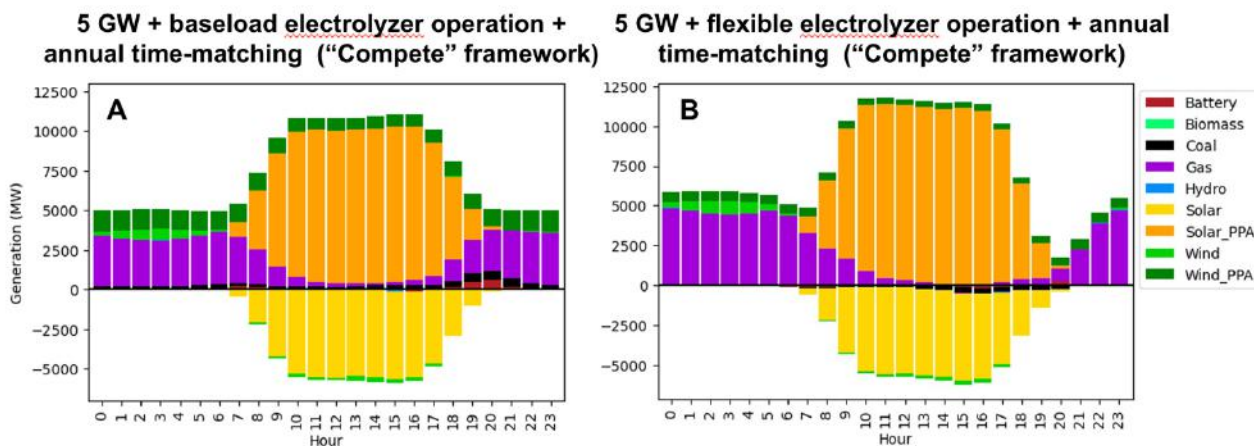 5 GW + baseload electrolyzer operation +
annual time-matching (“Compete” framework)
5 GW + flexible electrolyzer operation + annual
time-matching (“Compete” framework)
A
Generation (MW)
12500
10000
7500
5000
2500
0
−2500
−5000
0 1 2 3 4 5 6 7 8 9 10 11 12 13 14 15 16 17 18 19 20 21 22 23
Hour
B
12500
10000
7500
5000
2500
0
−2500
−5000
0 1 2 3 4 5 6 7 8 9 10 11 12 13 14 15 16 17 18 19 20 21 22 23
Hour
Battery
Biomass
Coal
Gas
Hydro
Solar
Solar_PPA
Wind
Wind_PPA